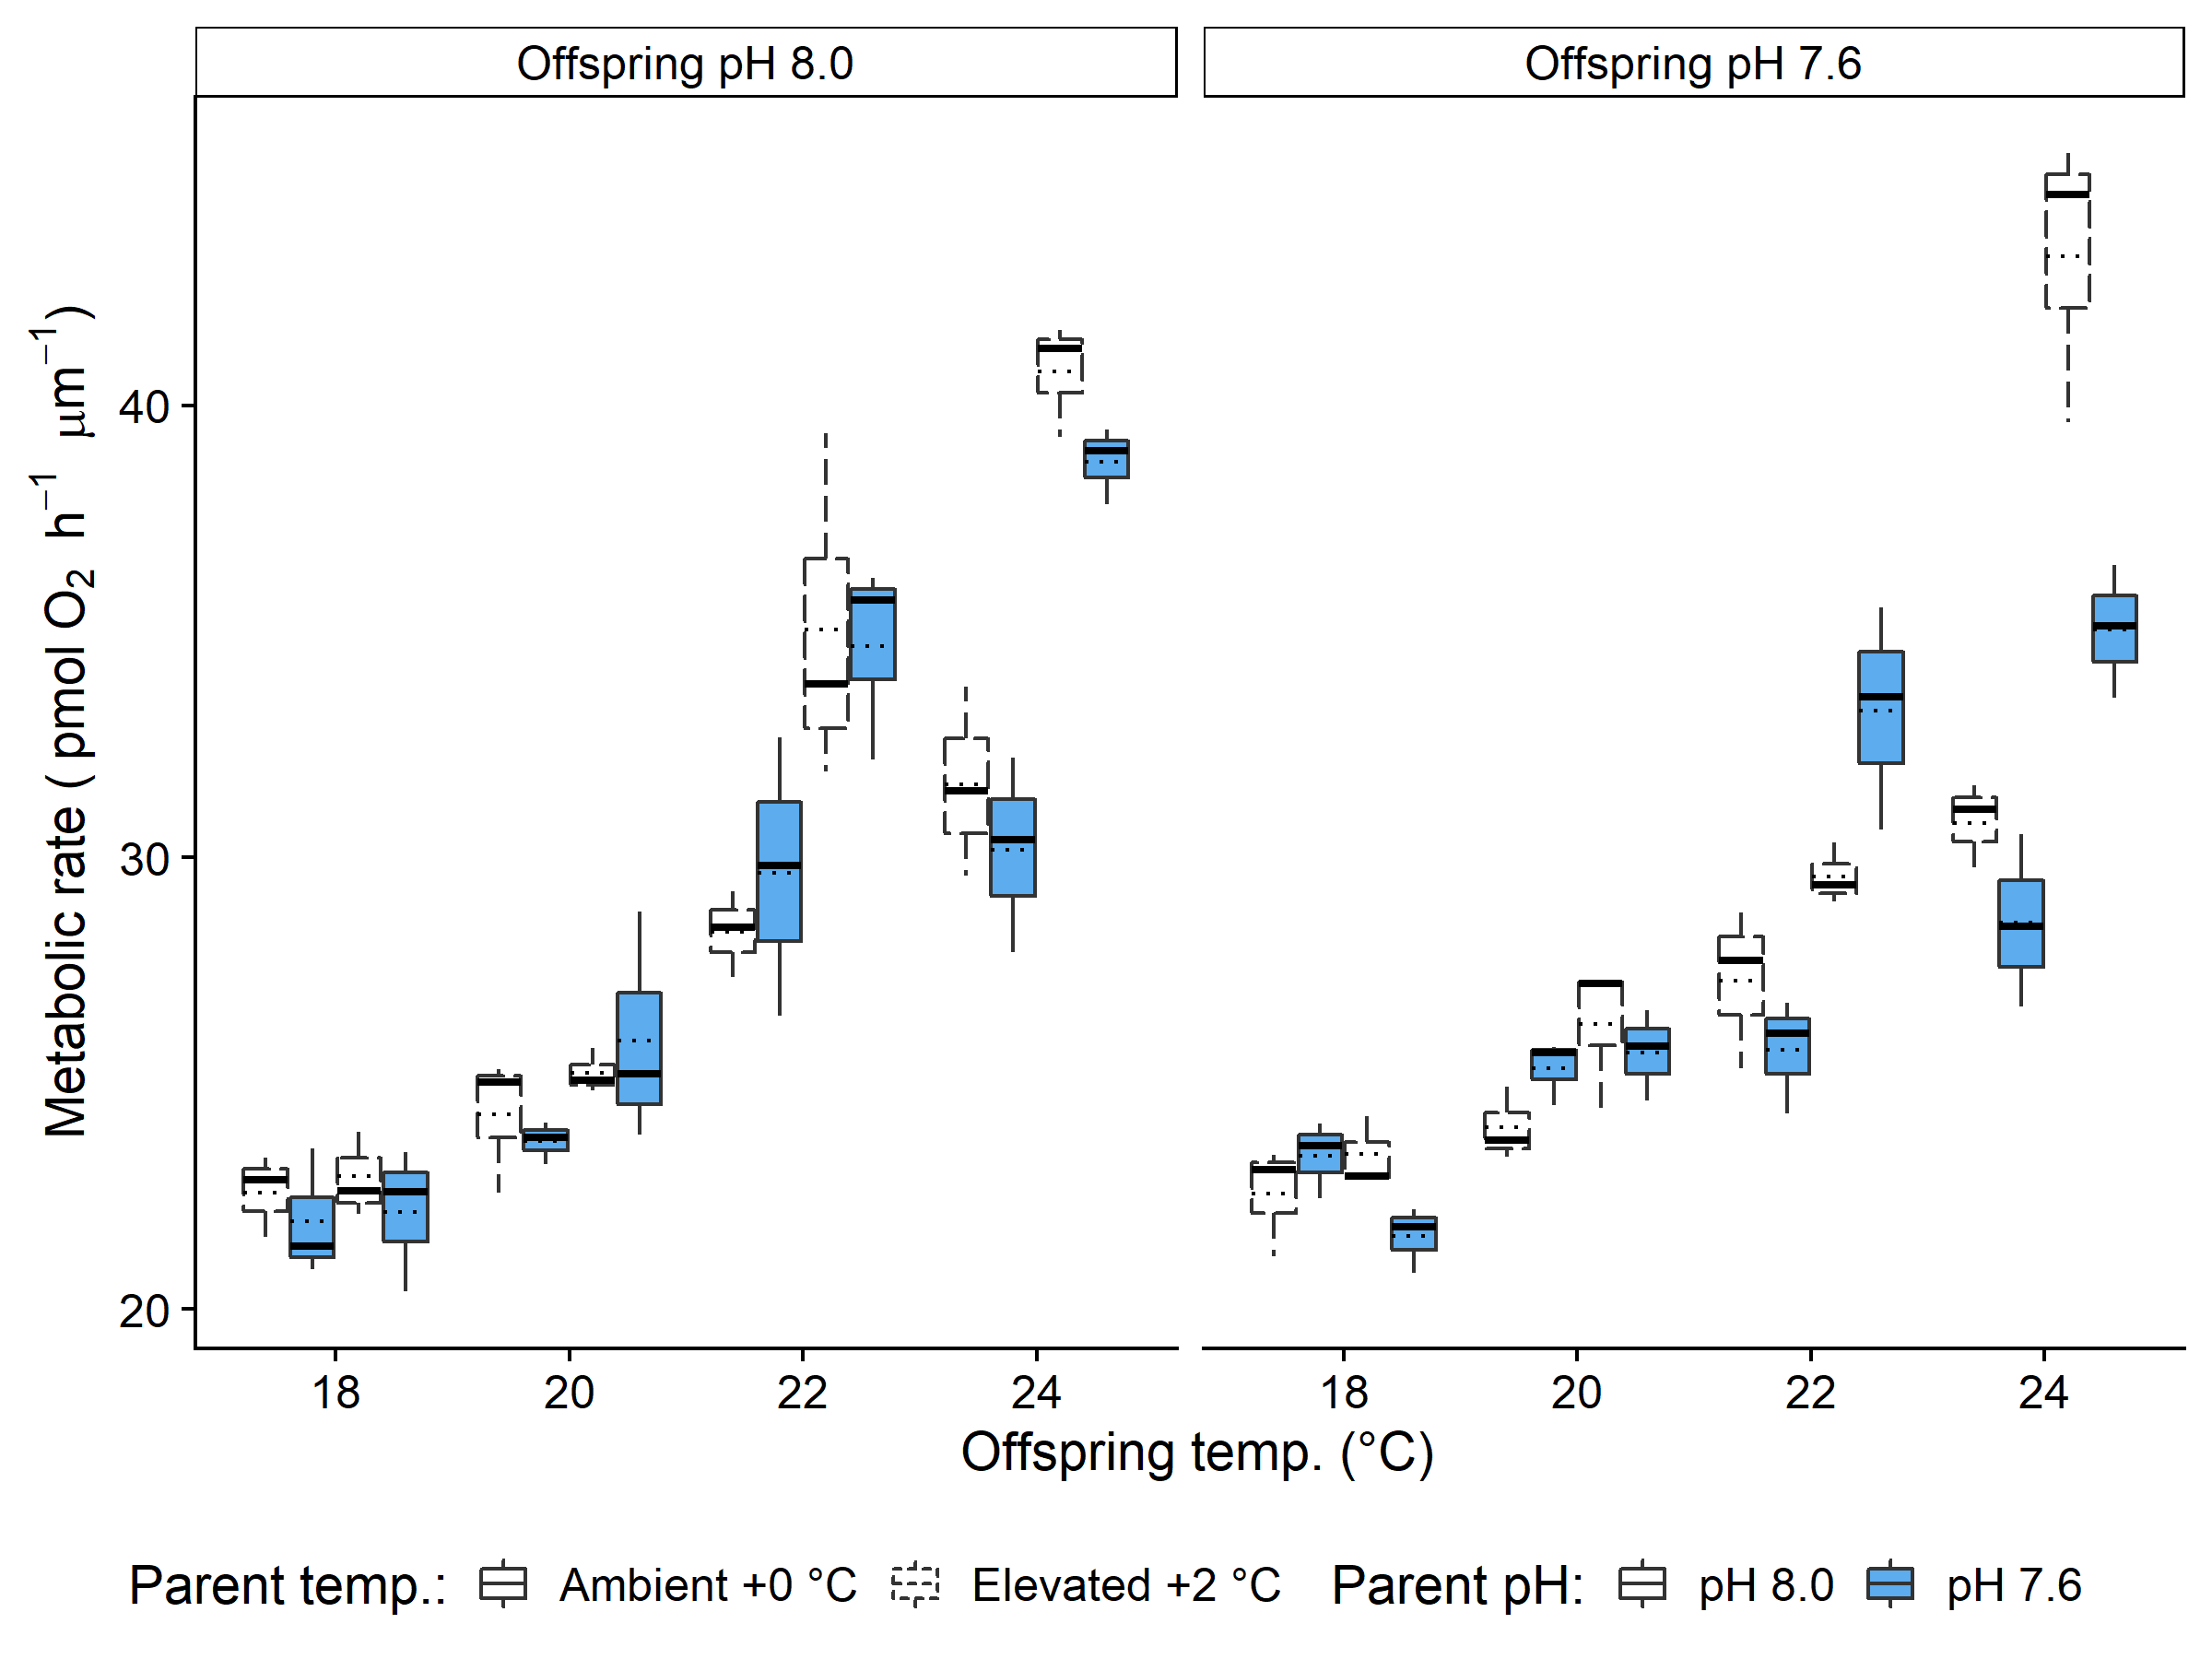 Offspring pH 8.0
Offspring pH 7.6
Metabolic rate ( pmol O₂ h⁻¹ μm⁻¹)
40
30
20
18 20 22 24 18 20 22 24
Offspring temp. (°C)
Parent temp.: Ambient +0 °C Elevated +2 °C Parent pH: pH 8.0 pH 7.6